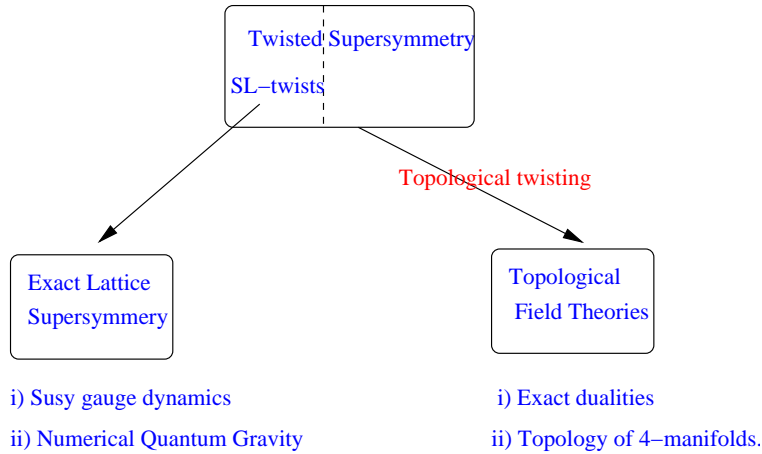 Twisted Supersymmetry
SL−twists
Topological twisting
Exact Lattice
Supersymmery
Topological
Field Theories
i) Susy gauge dynamics
ii) Numerical Quantum Gravity
i) Exact dualities
ii) Topology of 4−manifolds.